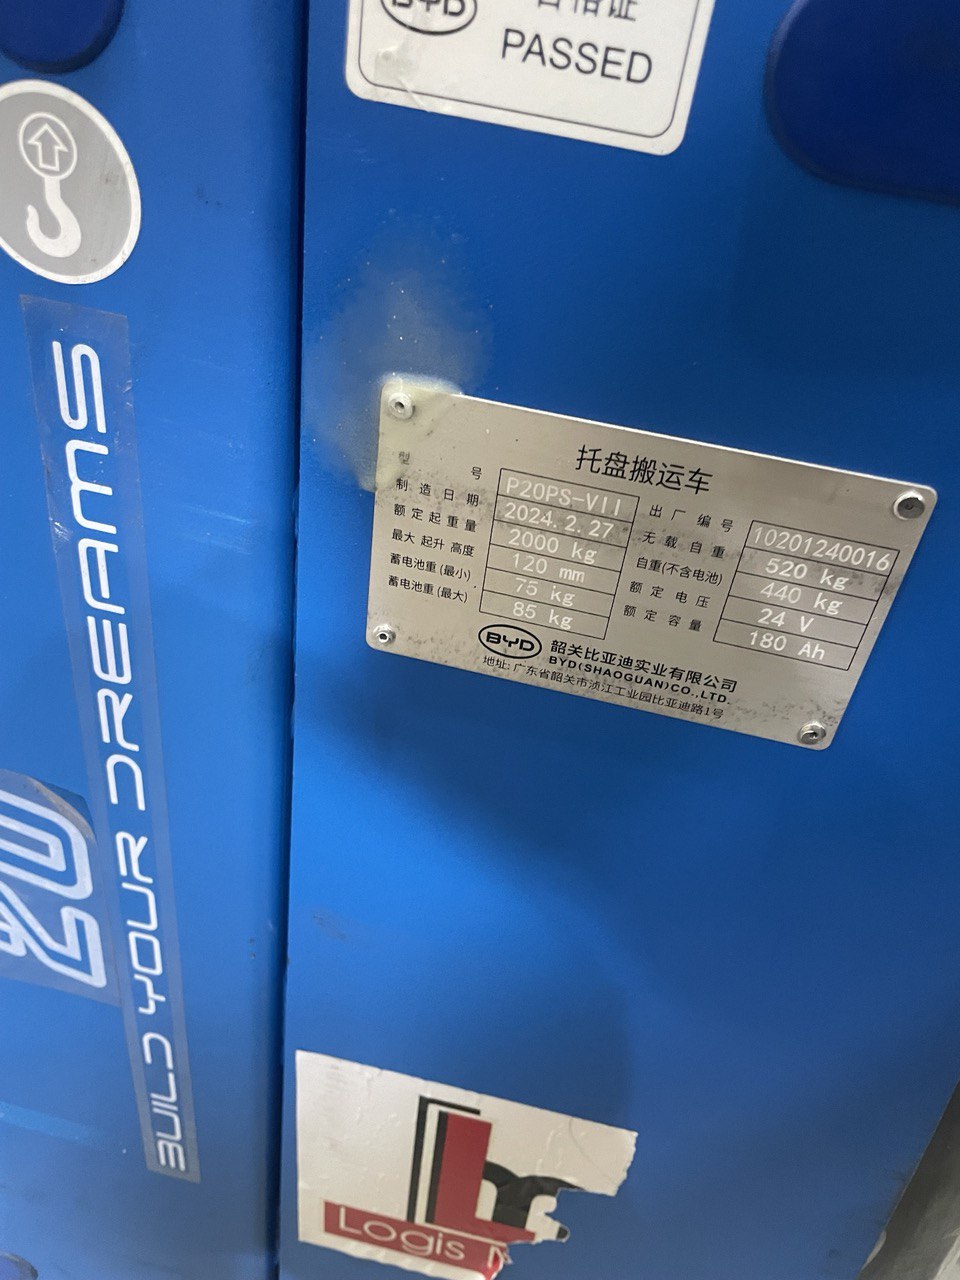 BYD
合格证
PASSED
托盘搬运车
型 号 P20PS-VII 出厂编号 10201240016
制造日期 2024.2.27 无载自重 520 kg
额定起重量 2000 kg 自重(不含电池) 440 kg
最大起升高度 120 mm 额定电压 24 V
蓄电池重(最小) 75 kg 额定容量 180 Ah
蓄电池重(最大) 85 kg
BYD 韶关比亚迪实业有限公司
BYD(SHAOGUAN)CO.,LTD.
地址: 广东省韶关市浈江工业园比亚迪路1号
BUILD YOUR DREAMS
20
Logis